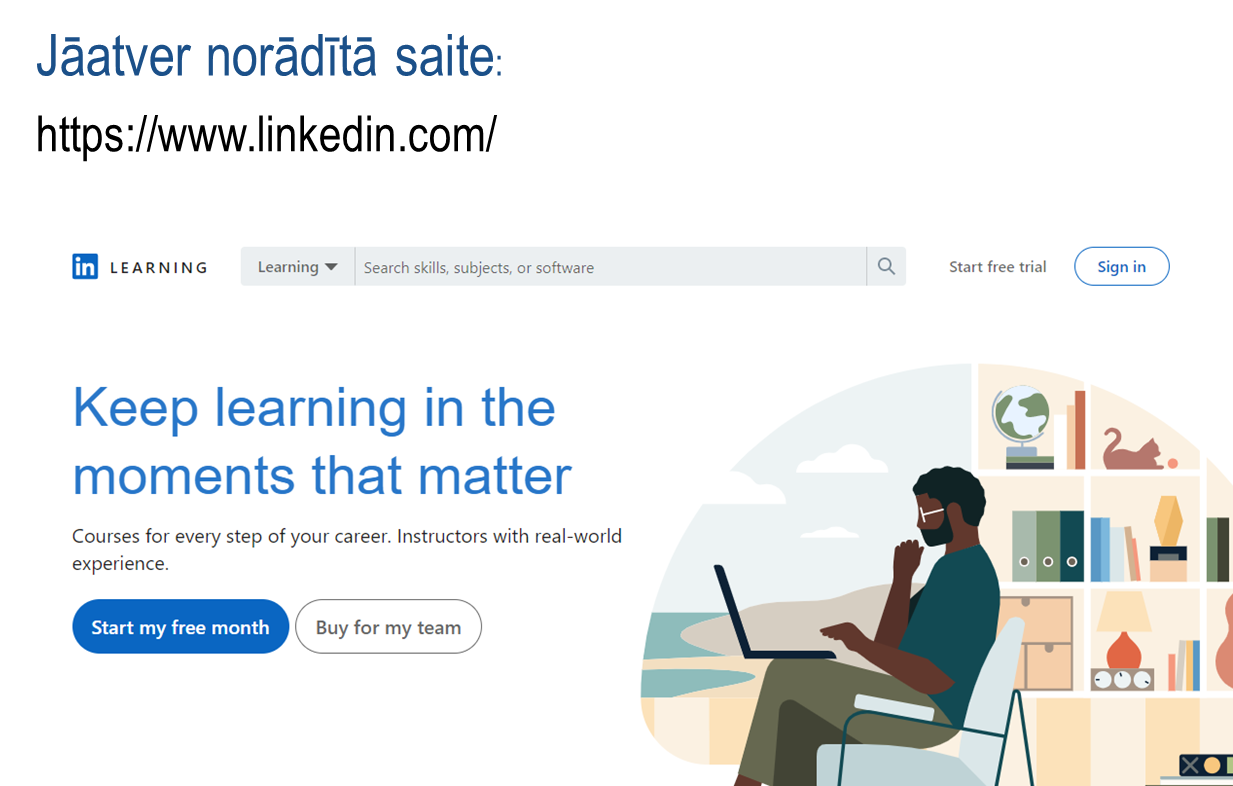 Jāatver norādītā saite:
https://www.linkedin.com/
in LEARNING Learning Search skills, subjects, or software Start free trial Sign in
Keep learning in the
moments that matter
Courses for every step of your career. Instructors with real-world
experience.
Start my free month Buy for my team